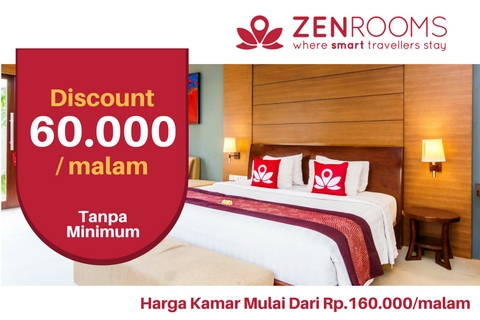 ZENROOMS
where smart travellers stay
Discount
60.000
/ malam
Tanpa
Minimum
Harga Kamar Mulai Dari Rp.160.000/malam